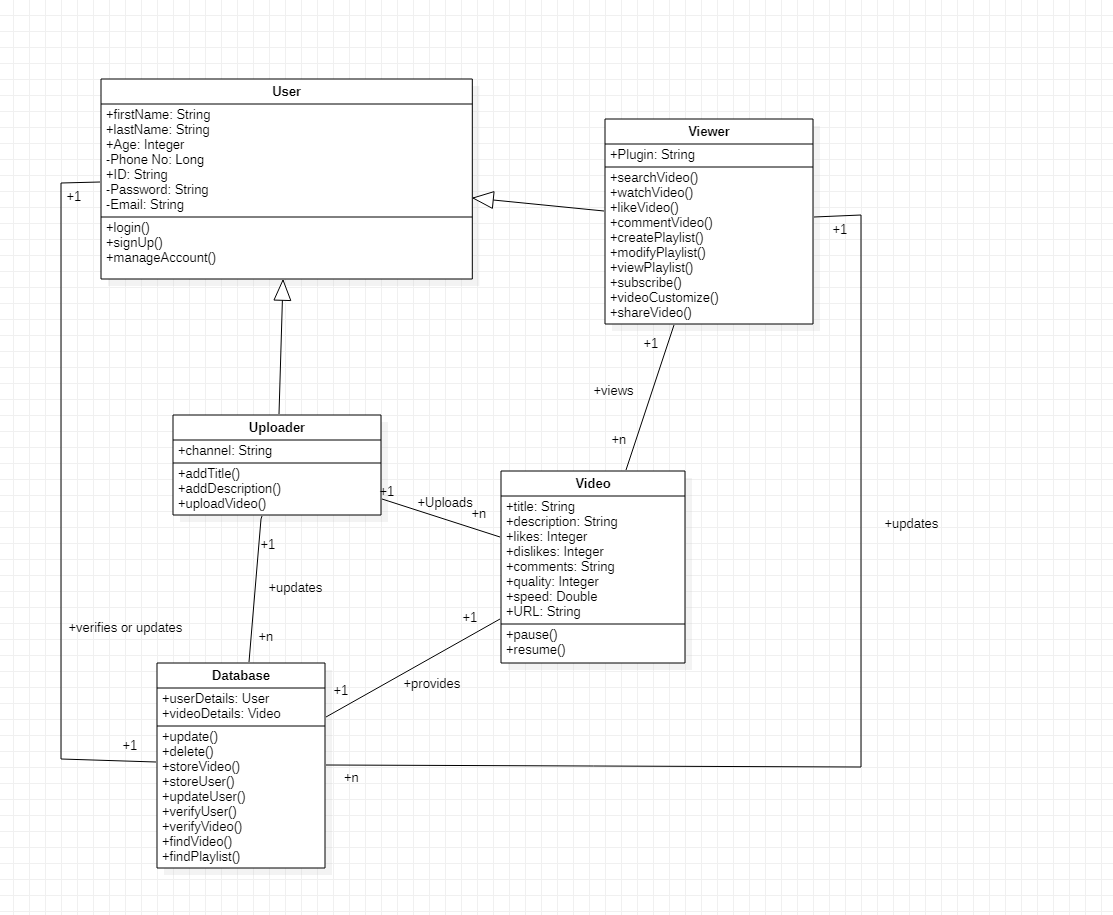 User
+firstName: String
+lastName: String
+Age: Integer
-Phone No: Long
+ID: String
-Password: String
-Email: String
+login()
+signUp()
+manageAccount()
Viewer
+Plugin: String
+searchVideo()
+watchVideo()
+likeVideo()
+commentVideo()
+createPlaylist()
+modifyPlaylist()
+viewPlaylist()
+subscribe()
+videoCustomize()
+shareVideo()
+1
+1
+1
+views
+n
Uploader
+channel: String
+addTitle()
+addDescription()
+uploadVideo()
+1
+Uploads
+n
Video
+title: String
+description: String
+likes: Integer
+dislikes: Integer
+comments: String
+quality: Integer
+speed: Double
+URL: String
+pause()
+resume()
+updates
+1
+updates
+n
+verifies or updates
+1
+provides
+1
Database
+userDetails: User
+videoDetails: Video
+update()
+delete()
+storeVideo()
+storeUser()
+updateUser()
+verifyUser()
+verifyVideo()
+findVideo()
+findPlaylist()
+1
+n